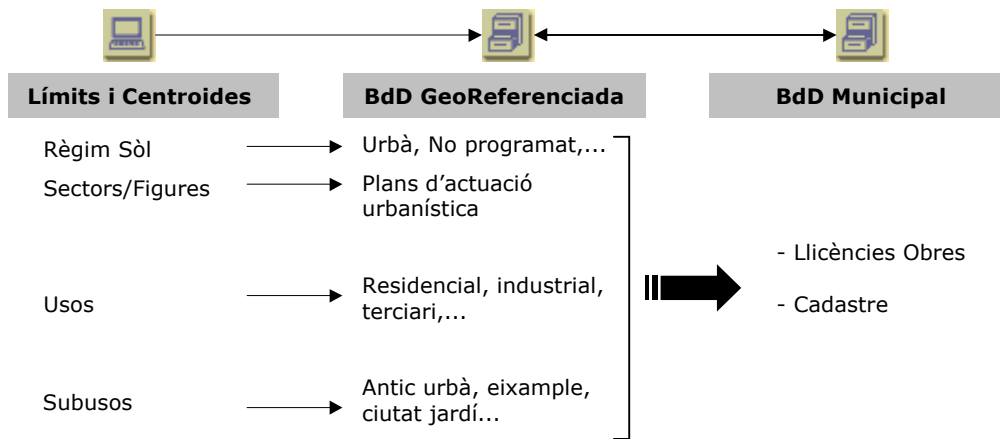 Límits i Centroides
BdD GeoReferenciada
BdD Municipal
Règim Sòl
Urbà, No programat,...
Sectors/Figures
Plans d’actuació
urbanística
Usos
Residencial, industrial,
terciari,...
Subusos
Antic urbà, eixample,
ciutat jardí...
- Llicències Obres
- Cadastre